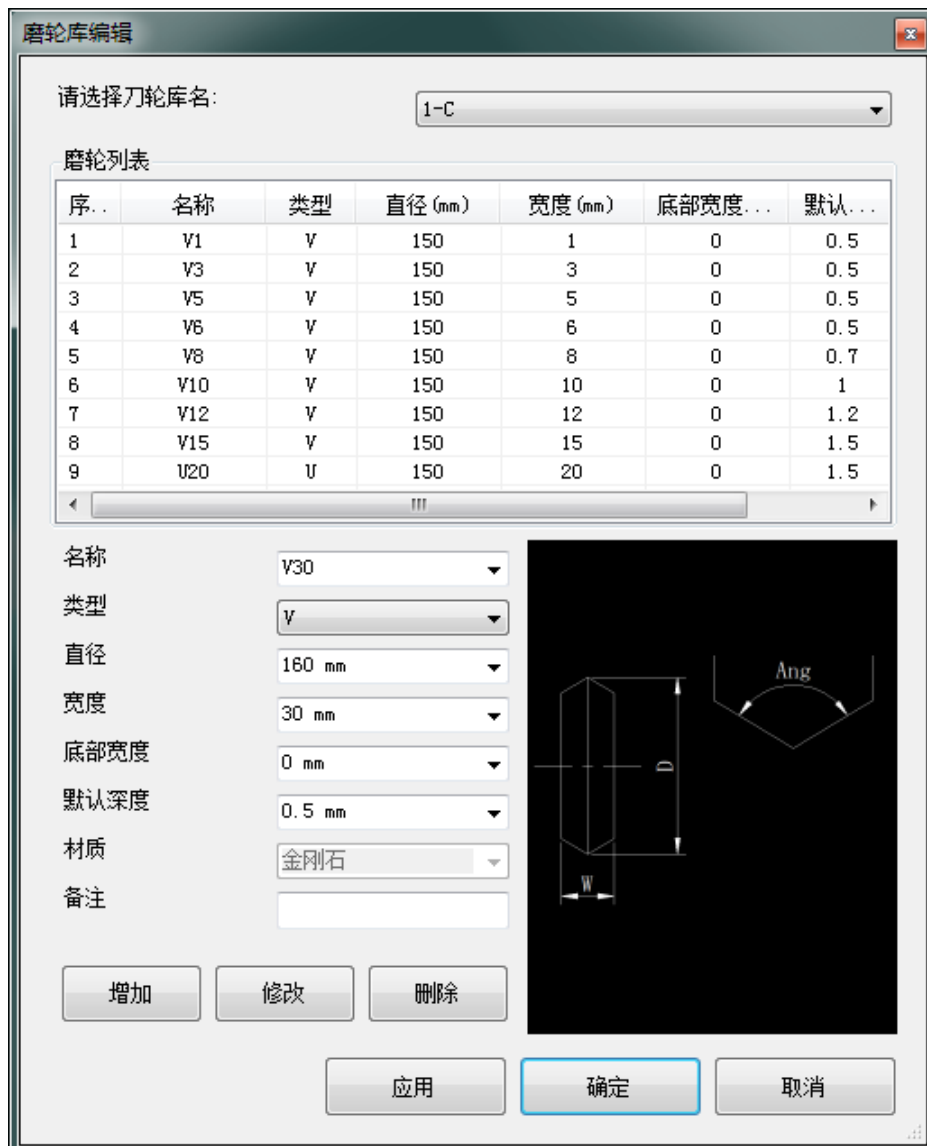 磨轮库编辑
请选择刀轮库名: 1-C
磨轮列表
序.. 名称 类型 直径(mm) 宽度(mm) 底部宽度... 默认...
1 V1 V 150 1 0 0.5
2 V3 V 150 3 0 0.5
3 V5 V 150 5 0 0.5
4 V6 V 150 6 0 0.5
5 V8 V 150 8 0 0.7
6 V10 V 150 10 0 1
7 V12 V 150 12 0 1.2
8 V15 V 150 15 0 1.5
9 U20 U 150 20 0 1.5
名称 V30
类型 V
直径 160 mm
宽度 30 mm
底部宽度 0 mm
默认深度 0.5 mm
材质 金刚石
备注
Ang
D
W
增加 修改 删除
应用 确定 取消